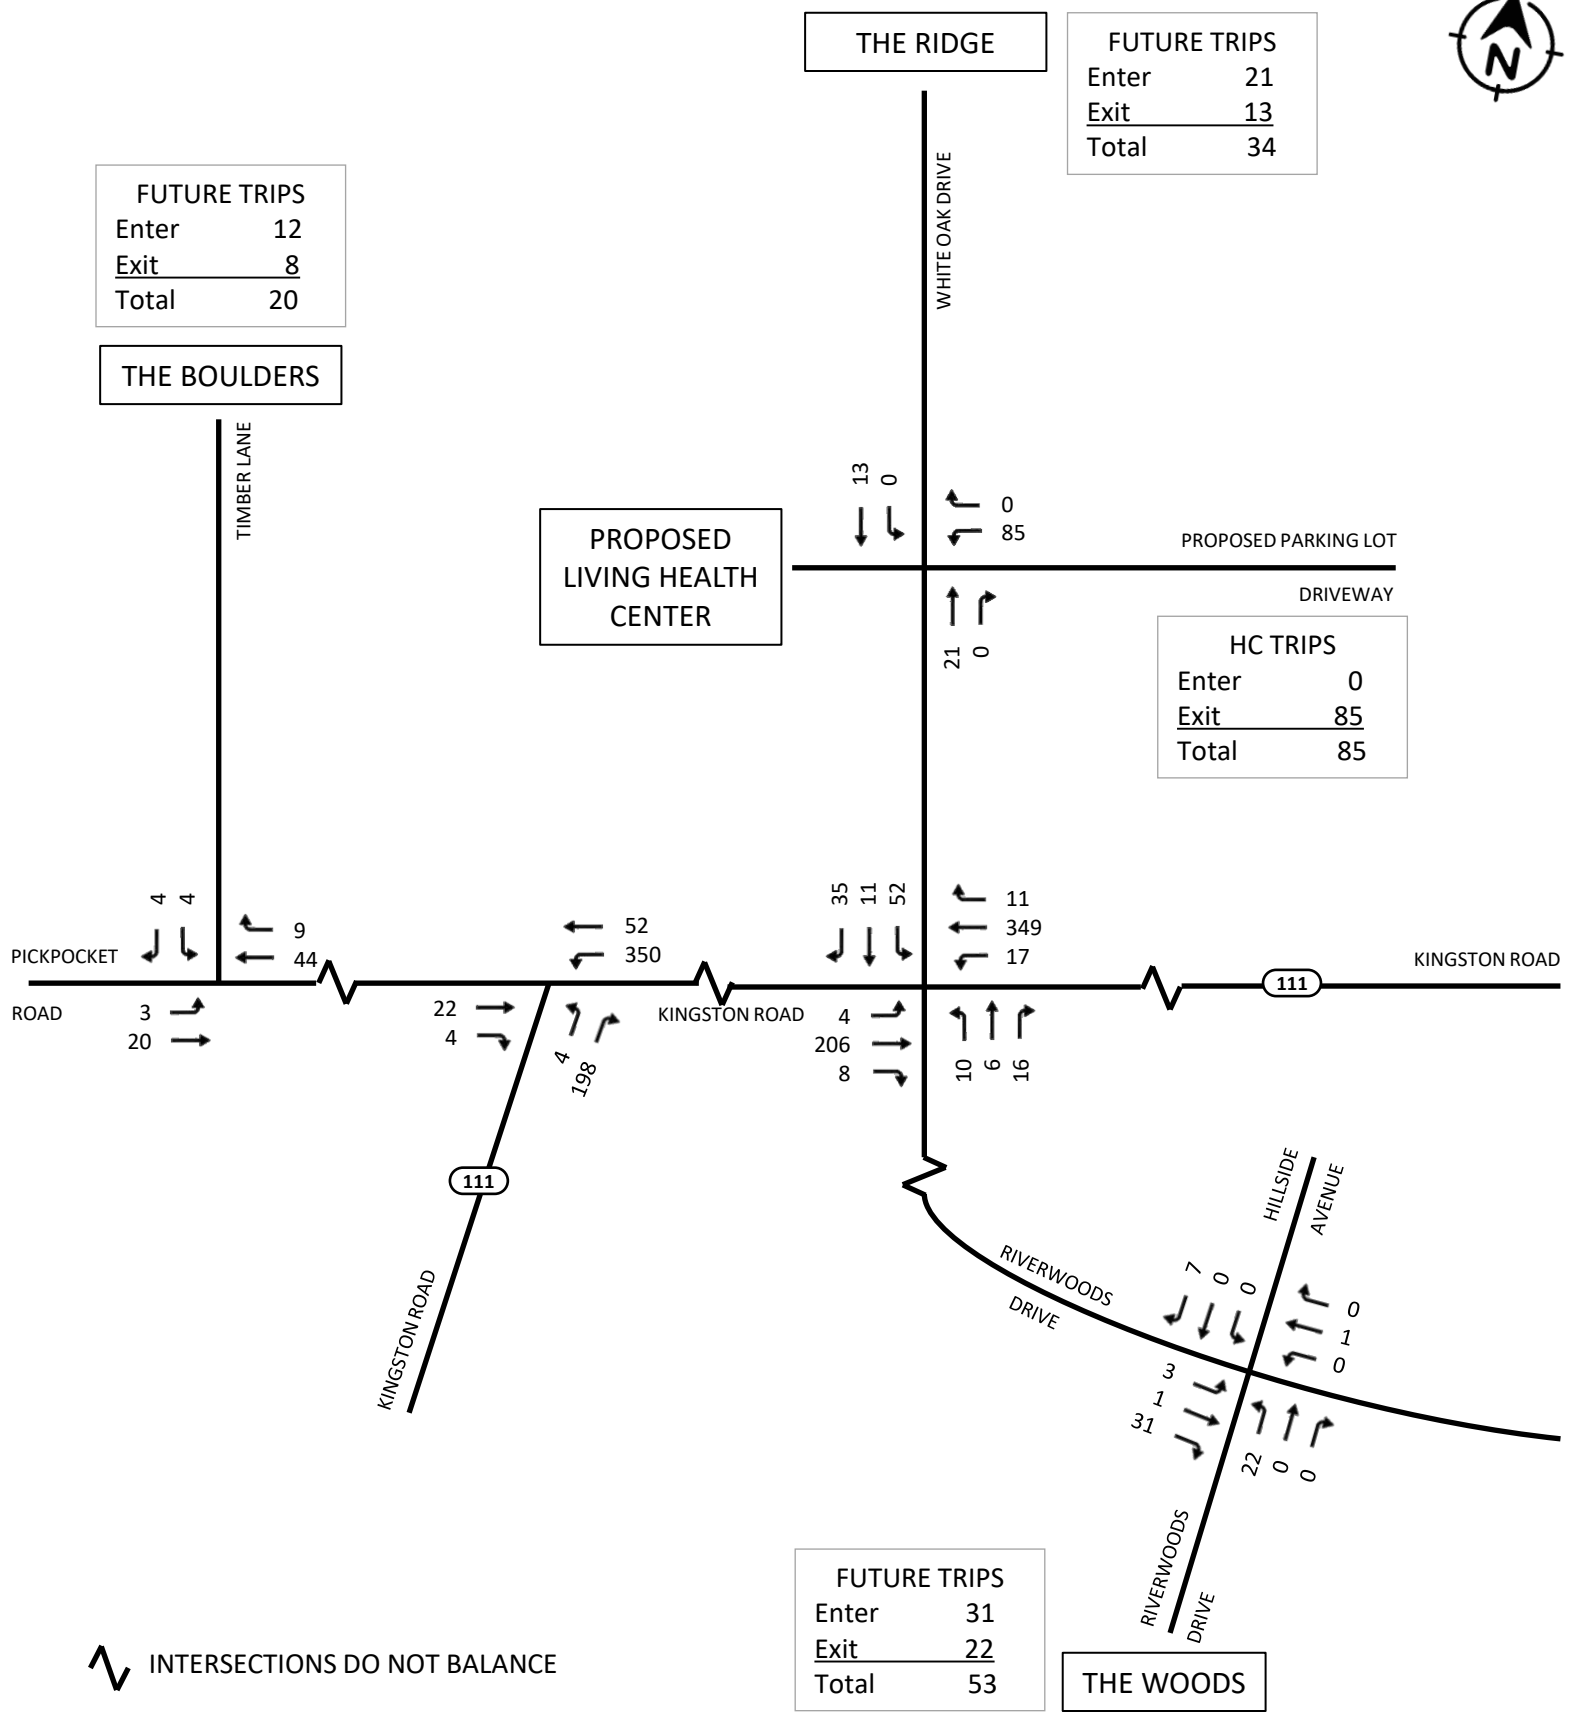 THE RIDGE
FUTURE TRIPS
Enter 21
Exit 13
Total 34
N
WHITE OAK DRIVE
FUTURE TRIPS
Enter 12
Exit 8
Total 20
THE BOULDERS
TIMBER LANE
13
0
0
85
PROPOSED
LIVING HEALTH
CENTER
PROPOSED PARKING LOT
DRIVEWAY
21
0
HC TRIPS
Enter 0
Exit 85
Total 85
4
4
9
44
PICKPOCKET
ROAD
3
20
52
350
22
4
4
198
KINGSTON ROAD
35
11
52
11
349
17
4
206
8
10
6
16
111
KINGSTON ROAD
111
KINGSTON ROAD
RIVERWOODS
DRIVE
HILLSIDE
AVENUE
7
0
0
0
1
0
3
1
31
22
0
0
RIVERWOODS
DRIVE
FUTURE TRIPS
Enter 31
Exit 22
Total 53
THE WOODS
INTERSECTIONS DO NOT BALANCE